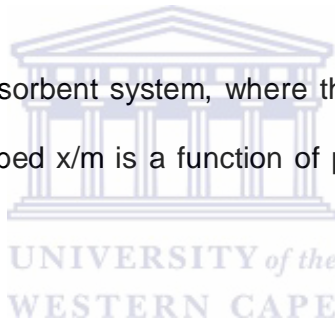 sorbent system, where th
bed x/m is a function of p
UNIVERSITY of the
WESTERN CAPE